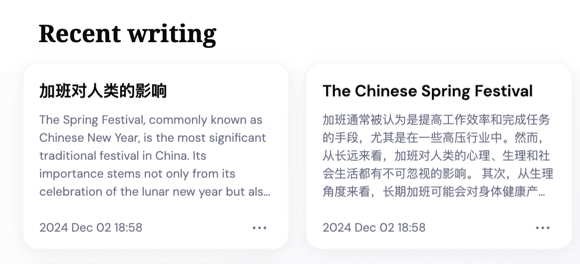 Recent writing
加班对人类的影响
The Spring Festival, commonly known as
Chinese New Year, is the most significant
traditional festival in China. Its
importance stems not only from its
celebration of the lunar new year but als...
2024 Dec 02 18:58
The Chinese Spring Festival
加班通常被认为是提高工作效率和完成任务
的手段，尤其是在一些高压行业中。然而，
从长远来看，加班对人类的心理、生理和社
会生活都有不可忽视的影响。 其次，从生理
角度来看，长期加班可能会对身体健康产...
2024 Dec 02 18:58